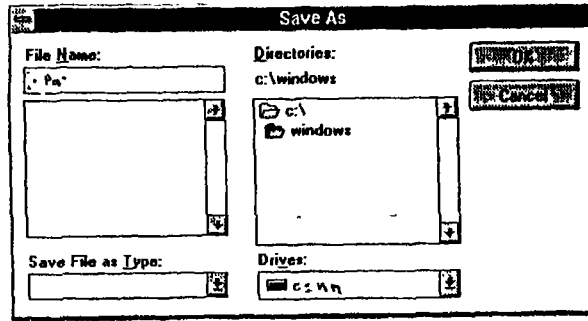 Save As
File Name:
Directories:
OK
c:\windows
Cancel
c:\
windows
Save File as Type:
Drives: